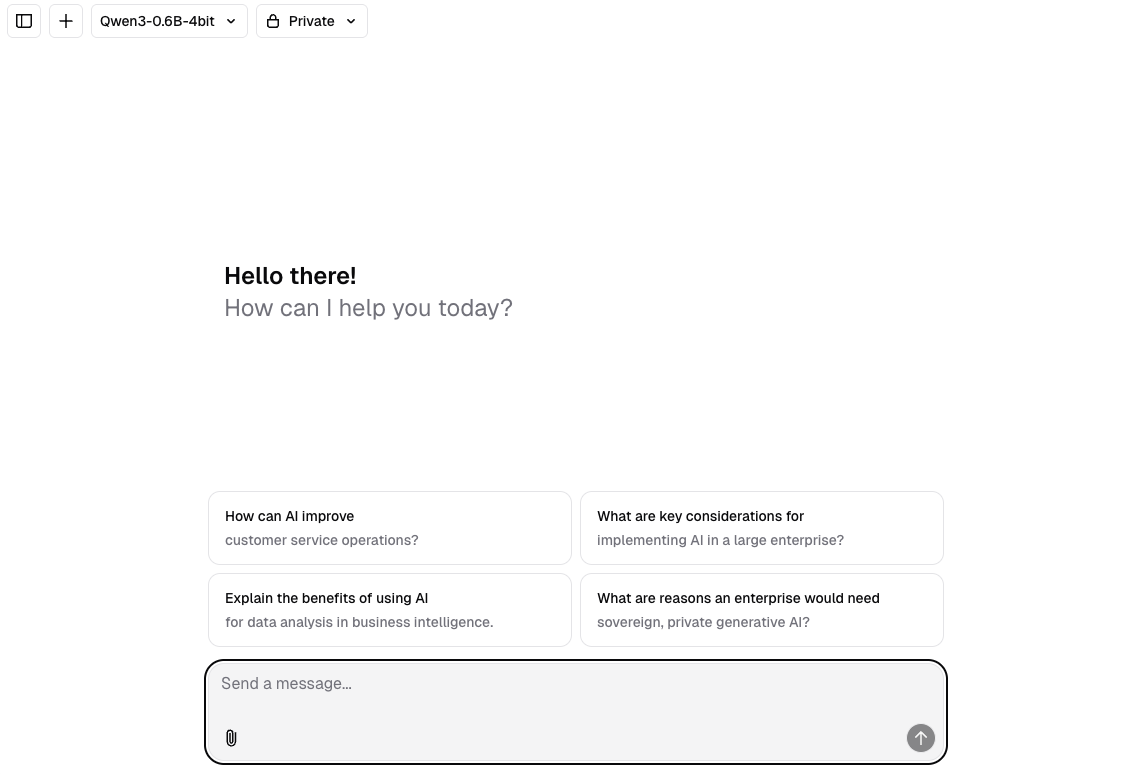 Qwen3-0.6B-4bit
Private
Hello there!
How can I help you today?
How can AI improve
customer service operations?
What are key considerations for
implementing AI in a large enterprise?
Explain the benefits of using AI
for data analysis in business intelligence.
What are reasons an enterprise would need
sovereign, private generative AI?
Send a message...